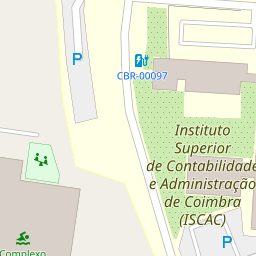 P
CBR-00097
Instituto
Superior
de Contabilidade
e Administração
de Coimbra
(ISCAC)
P
Complexo